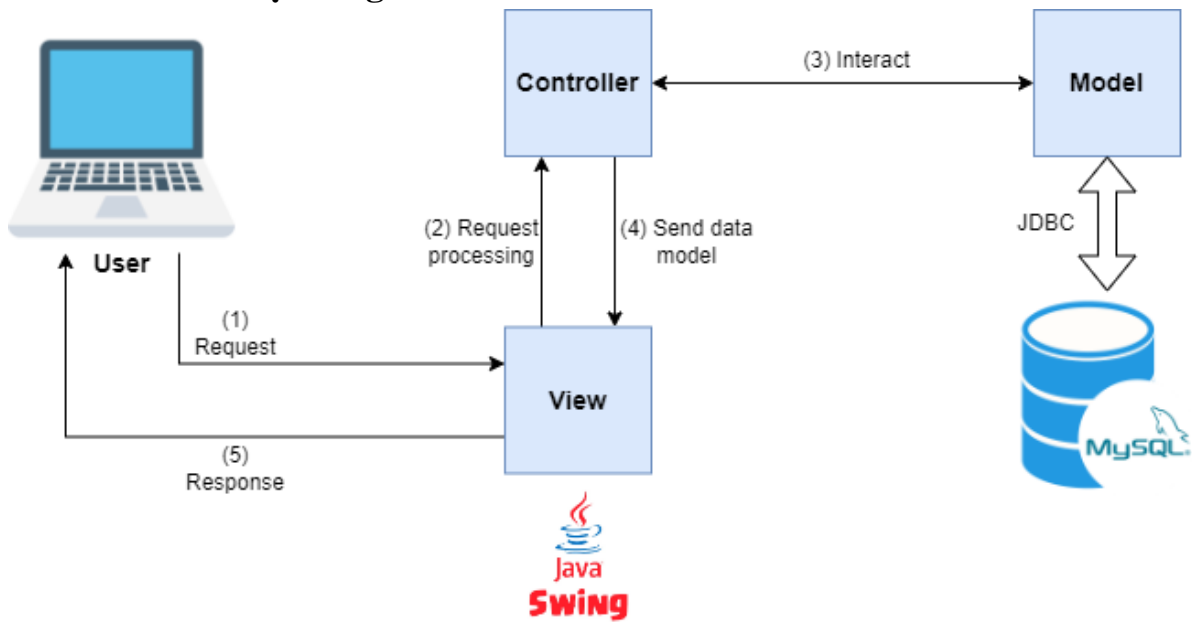 Controller
(3) Interact
Model
(2) Request
processing
(4) Send data
model
JDBC
User
(1)
Request
View
MySQL
(5)
Response
Java
Swing